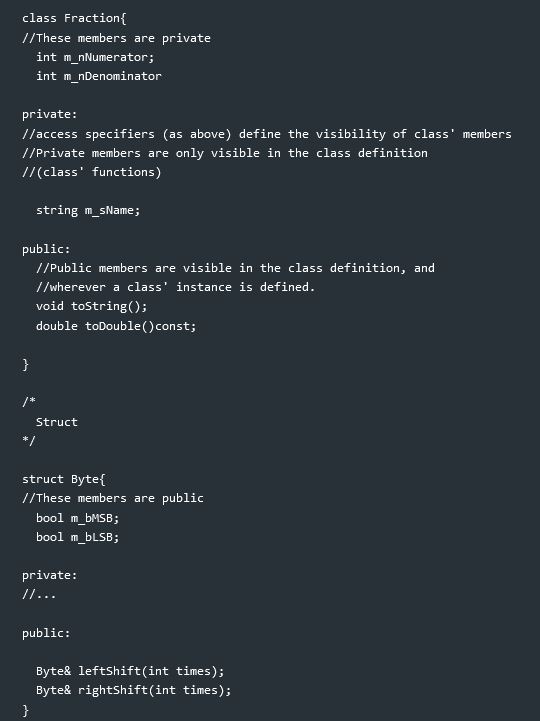 class Fraction{
//These members are private
int m_nNumerator;
int m_nDenominator
private:
//access specifiers (as above) define the visibility of class' members
//Private members are only visible in the class definition
//(class' functions)
string m_sName;
public:
//Public members are visible in the class definition, and
//wherever a class' instance is defined.
void toString();
double toDouble()const;
}
/*
Struct
*/
struct Byte{
//These members are public
bool m_bMSB;
bool m_bLSB;
private:
//...
public:
Byte& leftShift(int times);
Byte& rightShift(int times);
}